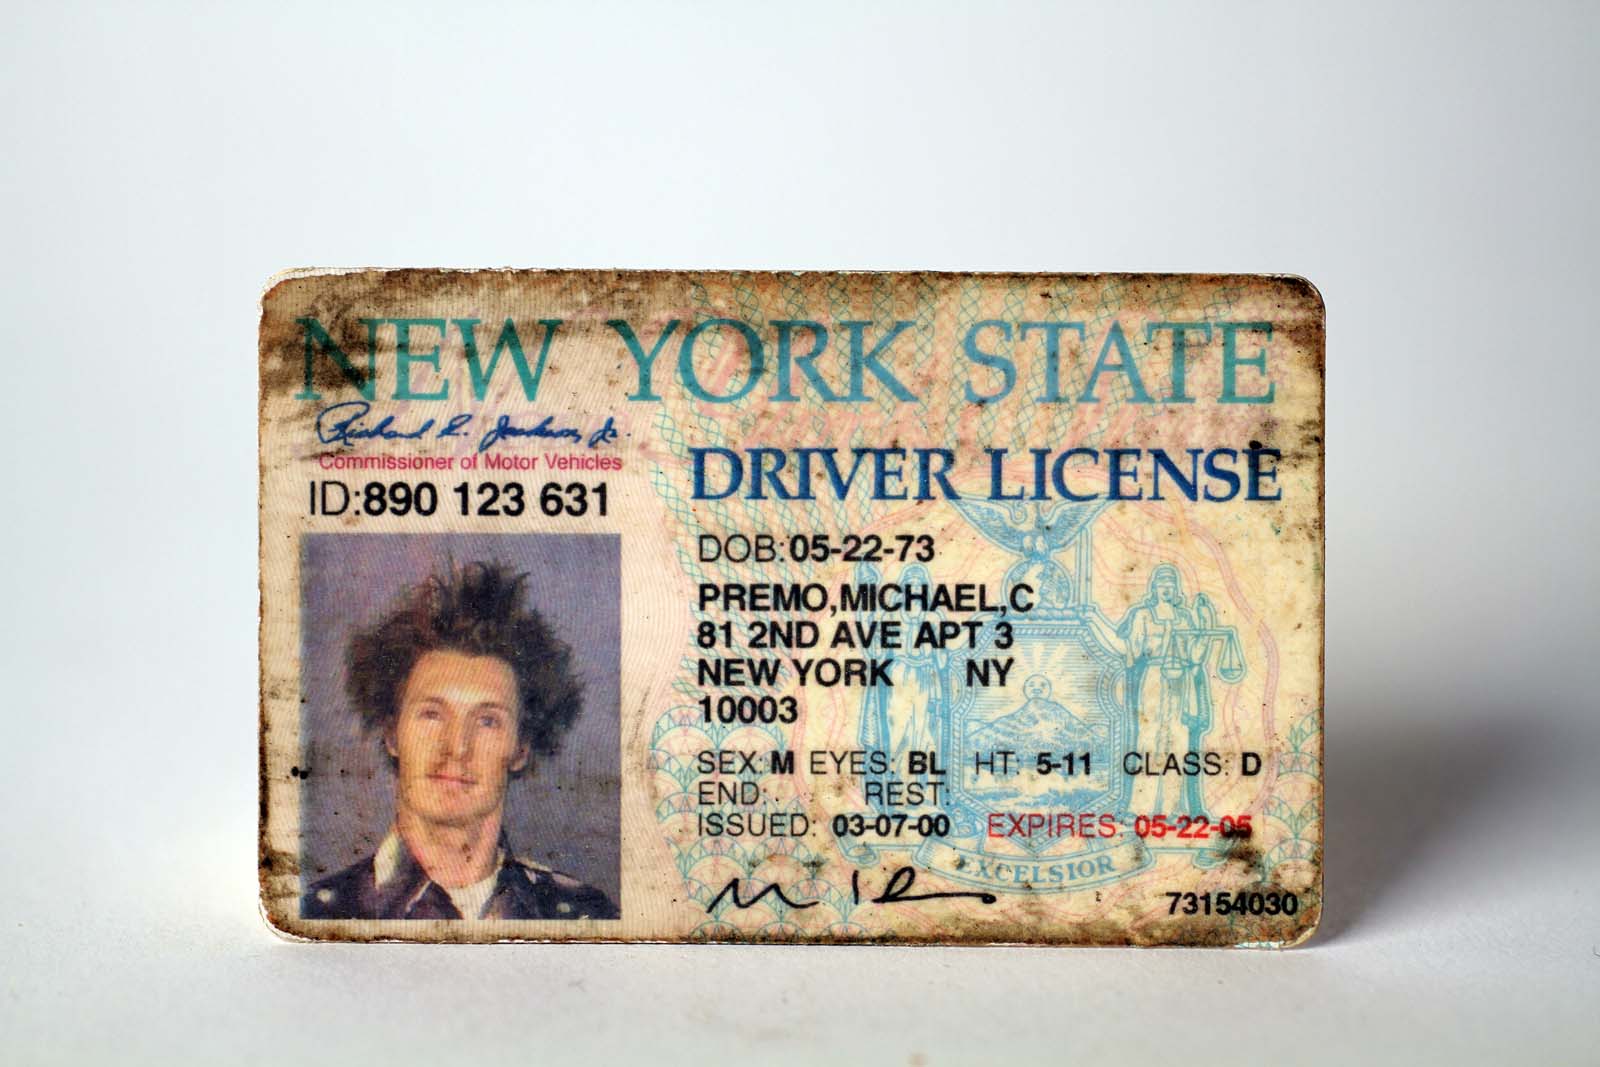 NEW YORK STATE
Richard E. Jackson, Jr.
Commissioner of Motor Vehicles
DRIVER LICENSE
ID:890 123 631
DOB:05-22-73
PREMO,MICHAEL,C
81 2ND AVE APT 3
NEW YORK NY
10003
SEX: M EYES: BL HT: 5-11 CLASS: D
END: REST:
ISSUED: 03-07-00 EXPIRES: 05-22-05
EXCELSIOR
73154030